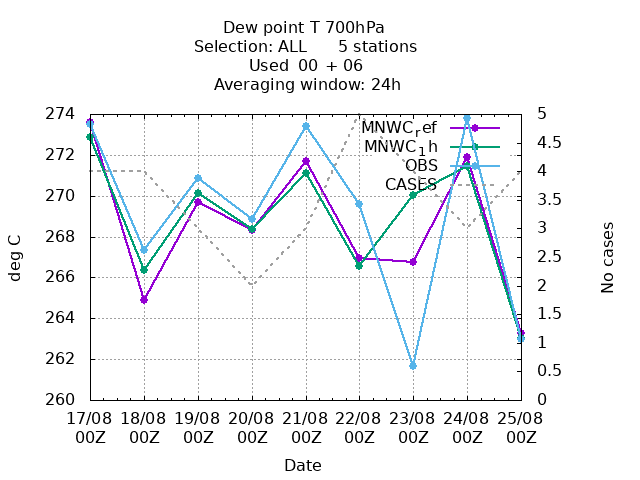 Dew point T 700hPa
Selection: ALL      5 stations
Used  00 + 06
Averaging window: 24h
274
272
270
268
266
264
262
260
deg C
5
4.5
4
3.5
3
2.5
2
1.5
1
0.5
0
No cases
MNWC_ref
MNWC_1h
OBS
CASES
17/08 18/08 19/08 20/08 21/08 22/08 23/08 24/08 25/08
00Z 00Z 00Z 00Z 00Z 00Z 00Z 00Z 00Z
Date